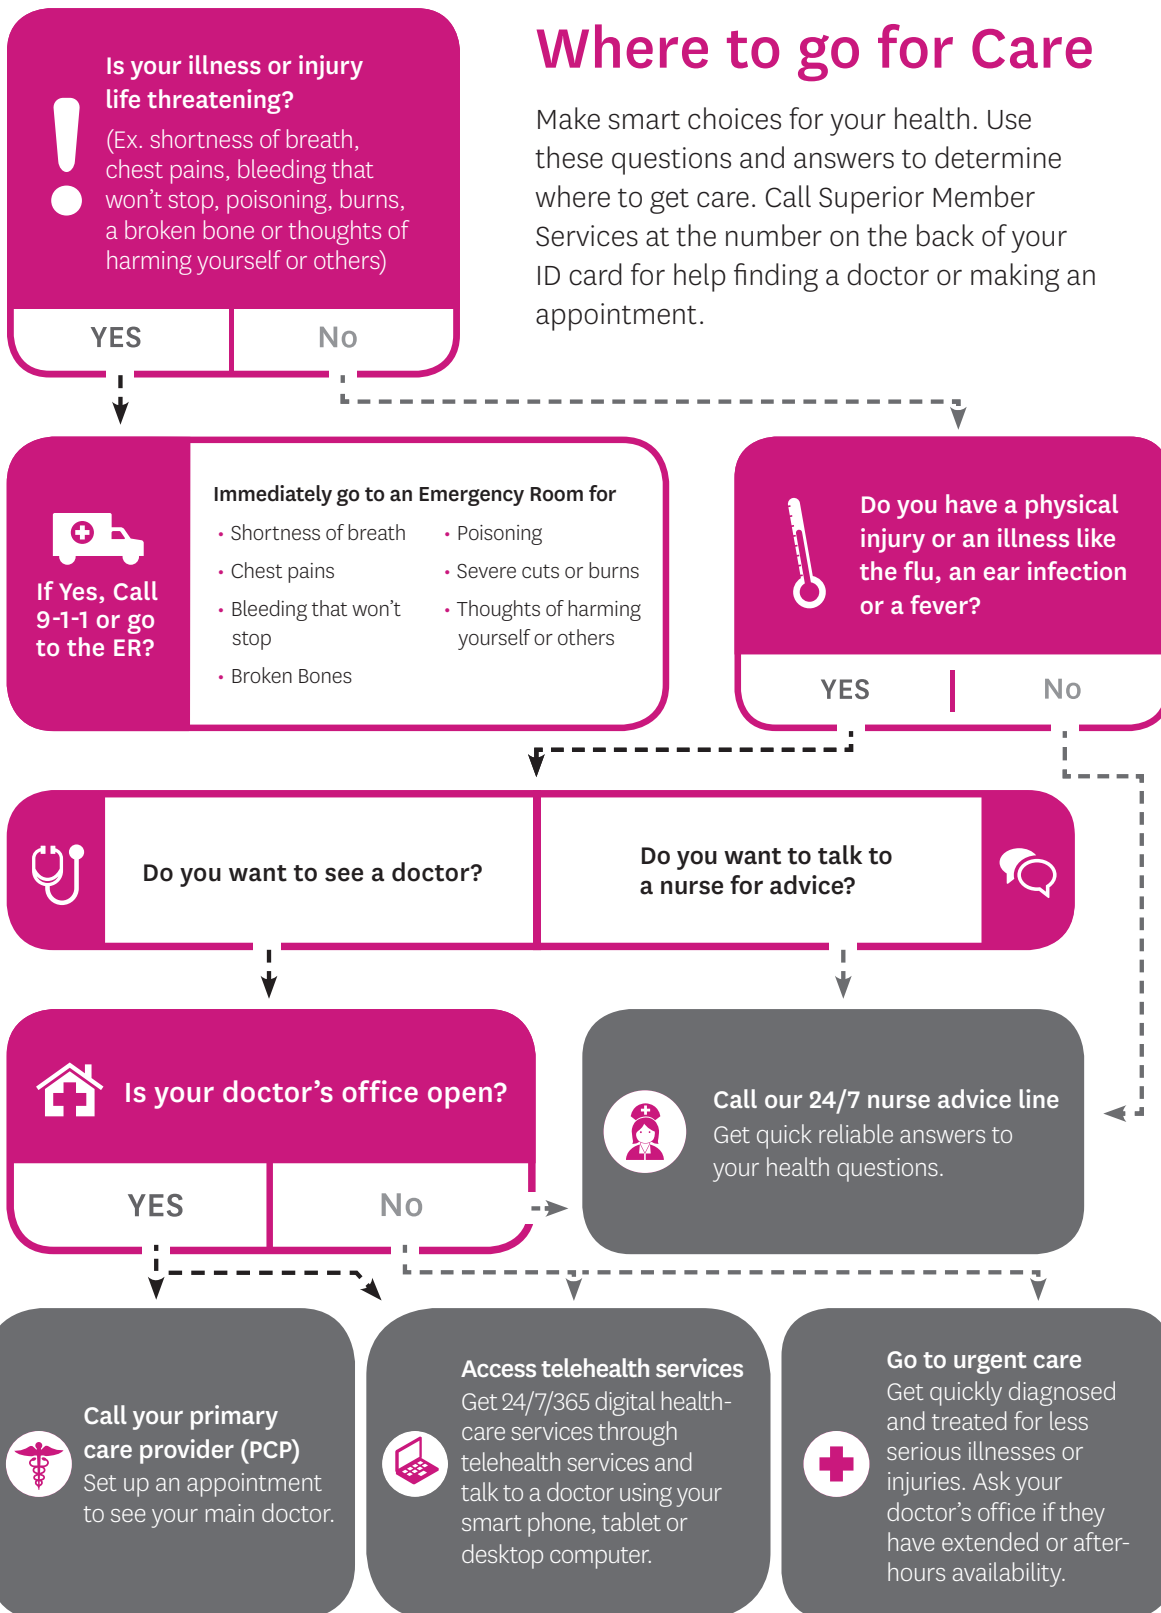 Where to go for Care
Make smart choices for your health. Use
these questions and answers to determine
where to get care. Call Superior Member
Services at the number on the back of your
ID card for help finding a doctor or making an
appointment.
Is your illness or injury
life threatening?
(Ex. shortness of breath,
chest pains, bleeding that
won't stop, poisoning, burns,
a broken bone or thoughts of
harming yourself or others)
YES
No
If Yes, Call
9-1-1 or go
to the ER?
Immediately go to an Emergency Room for
• Shortness of breath
• Chest pains
• Bleeding that won't
stop
• Broken Bones
• Poisoning
• Severe cuts or burns
• Thoughts of harming
yourself or others
Do you have a physical
injury or an illness like
the flu, an ear infection
or a fever?
YES
No
Do you want to see a doctor?
Do you want to talk to
a nurse for advice?
Is your doctor's office open?
YES
No
Call our 24/7 nurse advice line
Get quick reliable answers to
your health questions.
Call your primary
care provider (PCP)
Set up an appointment
to see your main doctor.
Access telehealth services
Get 24/7/365 digital health-
care services through
telehealth services and
talk to a doctor using your
smart phone, tablet or
desktop computer.
Go to urgent care
Get quickly diagnosed
and treated for less
serious illnesses or
injuries. Ask your
doctor's office if they
have extended or after-
hours availability.